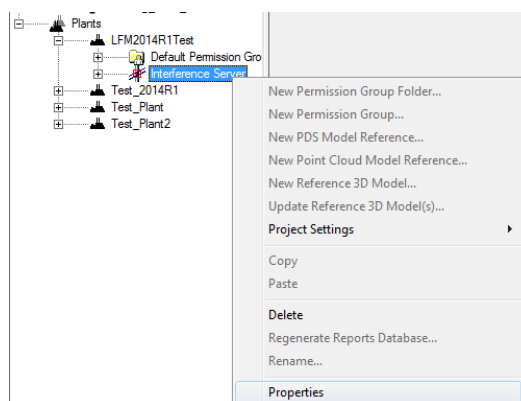 Plants
LFM2014R1Test
Default Permission Gro
Interference Server
Test_2014R1
Test_Plant
Test_Plant2
New Permission Group Folder...
New Permission Group...
New PDS Model Reference...
New Point Cloud Model Reference...
New Reference 3D Model...
Update Reference 3D Model(s)...
Project Settings
Copy
Paste
Delete
Regenerate Reports Database...
Rename...
Properties